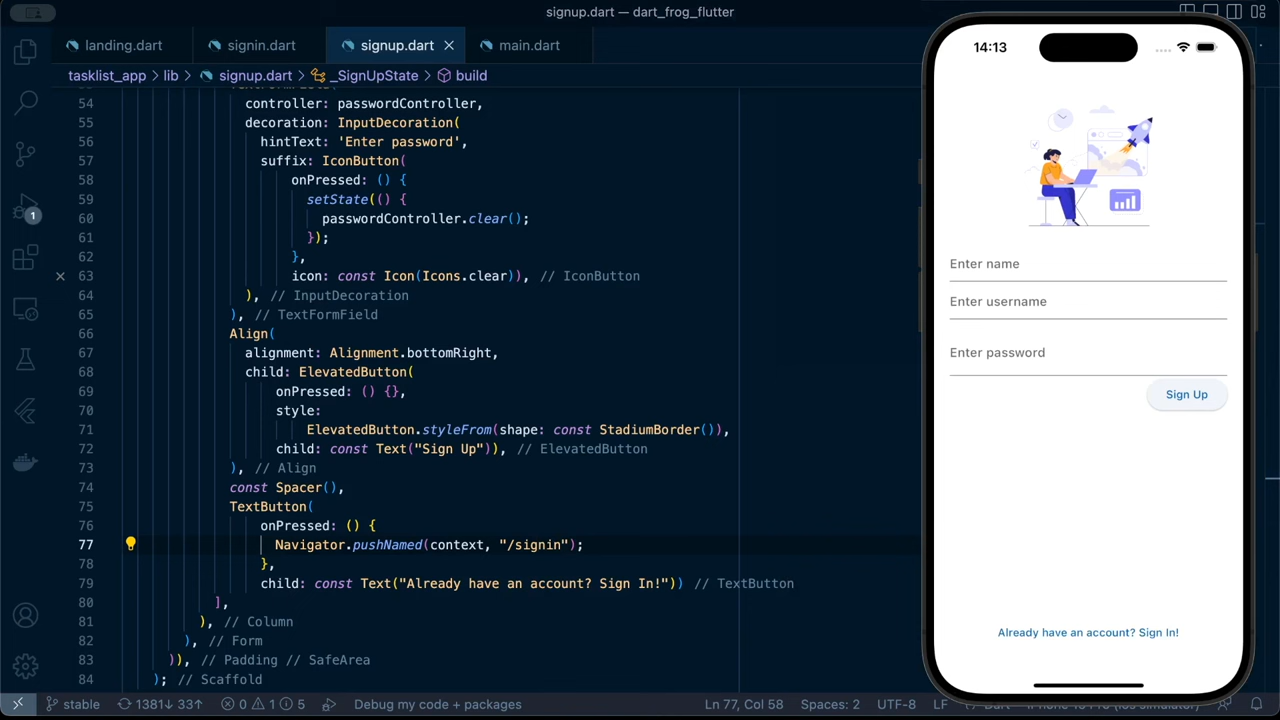 signup.dart — dart_frog_flutter
landing.dart
signin.dart
signup.dart
main.dart
tasklist_app > lib > signup.dart > _SignUpState > build
54 controller: passwordController,
55 decoration: InputDecoration(
56 hintText: 'Enter password',
57 suffix: IconButton(
58 onPressed: () {
59 setState(() {
60 passwordController.clear();
61 });
62 },
63 icon: const Icon(Icons.clear)), // IconButton
64 ), // InputDecoration
65 ), // TextFormField
66 Align(
67 alignment: Alignment.bottomRight,
68 child: ElevatedButton(
69 onPressed: () {},
70 style:
71 ElevatedButton.styleFrom(shape: const StadiumBorder()),
72 child: const Text("Sign Up")), // ElevatedButton
73 ), // Align
74 const Spacer(),
75 TextButton(
76 onPressed: () {
77 Navigator.pushNamed(context, "/signin");
78 },
79 child: const Text("Already have an account? Sign In!")) // TextButton
80 ],
81 ), // Column
82 ), // Form
83 )), // Padding // SafeArea
84 ); // Scaffold
1
stable 1381↓ 33↑ 0 1 5 Debug my code + packages Ln 77, Col 58 Spaces: 2 UTF-8 LF
14:13
Enter name
Enter username
Enter password
Sign Up
Already have an account? Sign In!